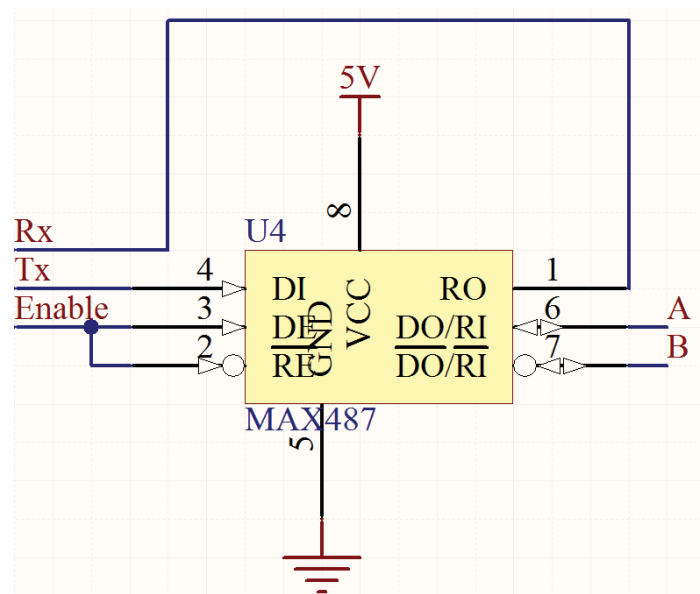 5V
8
Rx
U4
Tx
4
DI
VCC
RO
1
Enable
3
DE
GND
DO/RI
6
A
2
RE
DO/RI
7
B
MAX487
5